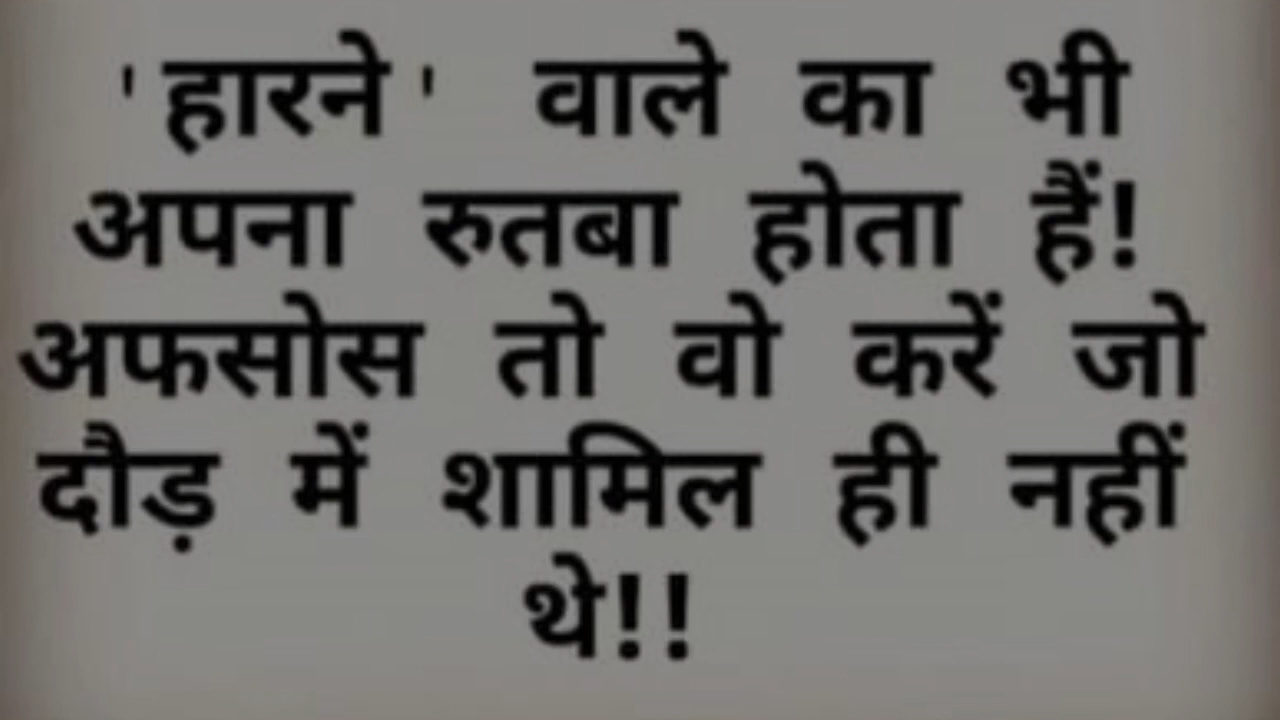 'हारने' वाले का भी
अपना रुतबा होता हैं!
अफसोस तो वो करें जो
दौड़ में शामिल ही नहीं
थे!!